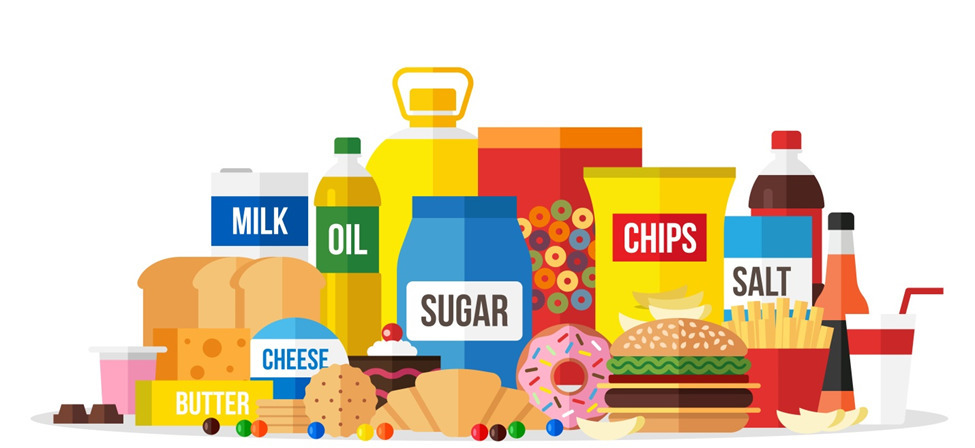 MILK
OIL
SUGAR
CHIPS
SALT
CHEESE
BUTTER